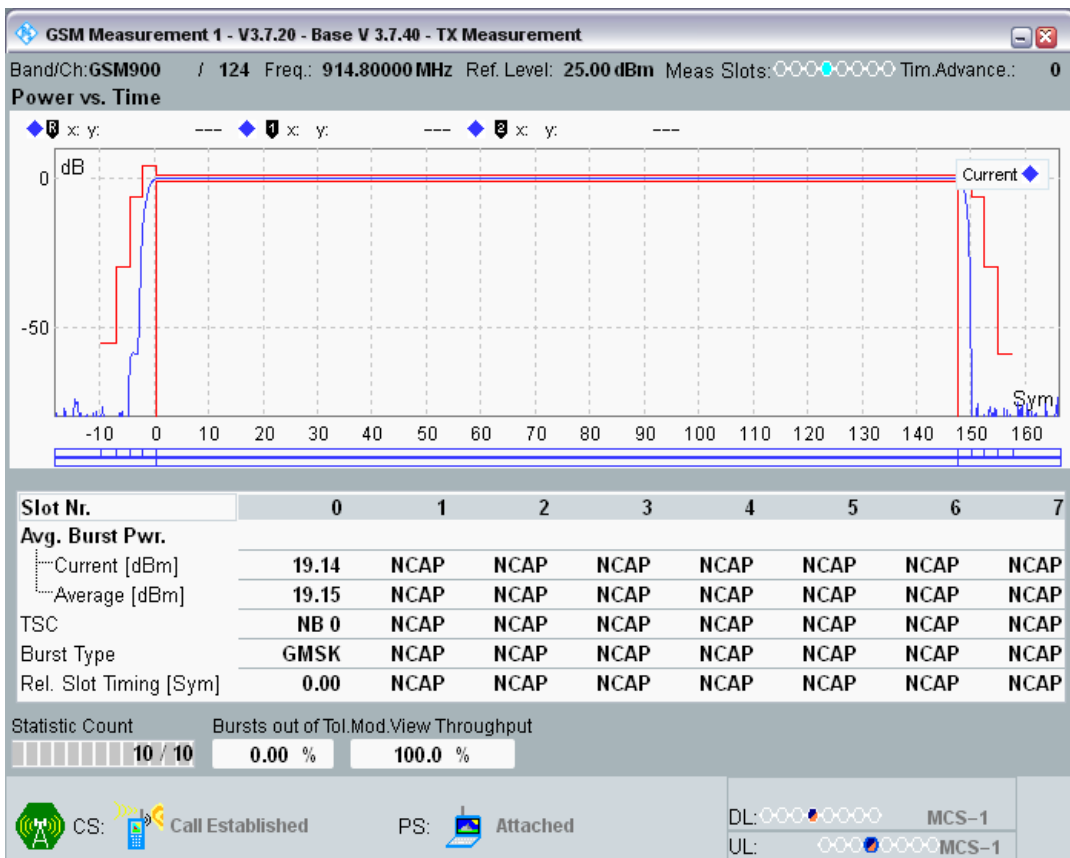 GSM Measurement 1 - V3.7.20 - Base V 3.7.40 - TX Measurement
Band/Ch:GSM900 / 124 Freq.: 914.80000 MHz Ref. Level: 25.00 dBm Meas Slots: Tim.Advance.: 0
Power vs. Time
R x: y: --- 1 x: y: --- 2 x: y: ---
dB
Current
0
-50
Sym
-10 0 10 20 30 40 50 60 70 80 90 100 110 120 130 140 150 160
Slot Nr. 0 1 2 3 4 5 6 7
Avg. Burst Pwr.
Current [dBm] 19.14 NCAP NCAP NCAP NCAP NCAP NCAP NCAP
Average [dBm] 19.15 NCAP NCAP NCAP NCAP NCAP NCAP NCAP
TSC NB 0 NCAP NCAP NCAP NCAP NCAP NCAP NCAP
Burst Type GMSK NCAP NCAP NCAP NCAP NCAP NCAP NCAP
Rel. Slot Timing [Sym] 0.00 NCAP NCAP NCAP NCAP NCAP NCAP NCAP
Statistic Count Bursts out of Tol.Mod.View Throughput
10 / 10 0.00 % 100.0 %
CS: Call Established PS: Attached
DL: MCS-1
UL: MCS-1